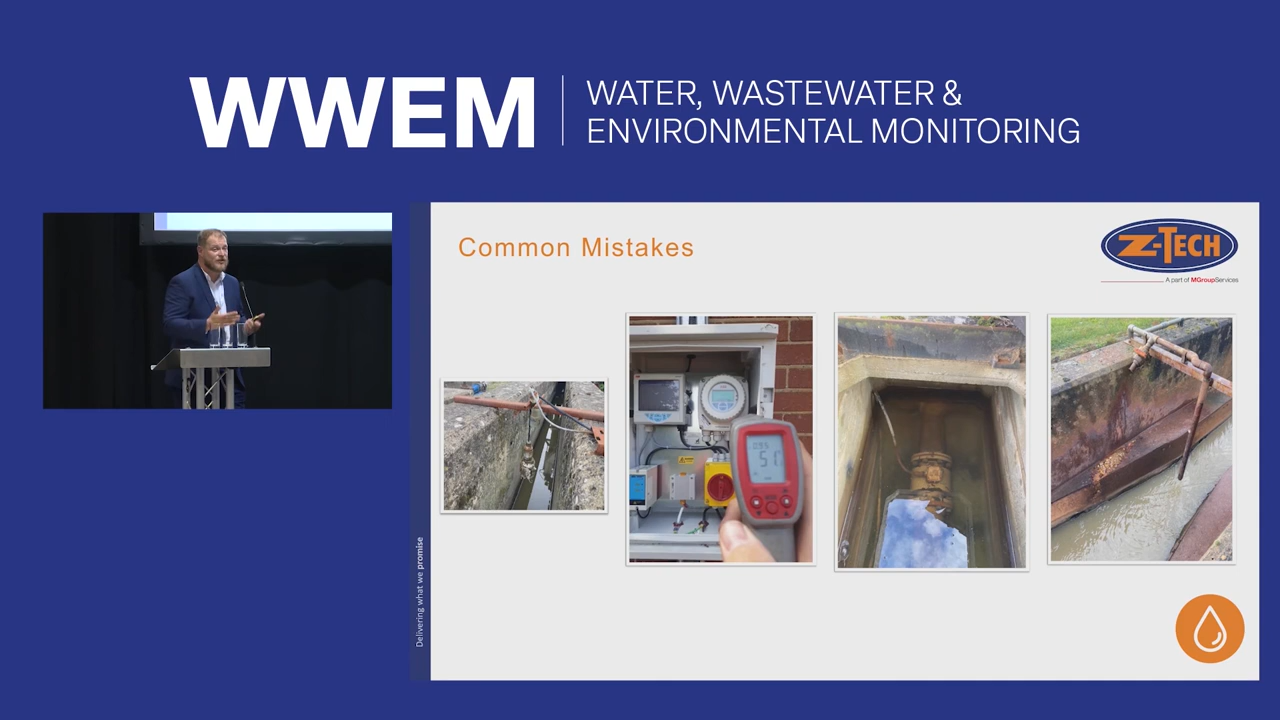 WWEM
WATER, WASTEWATER &
ENVIRONMENTAL MONITORING
Common Mistakes
Z-TECH
A part of MGroupServices
51
Delivering what we promise